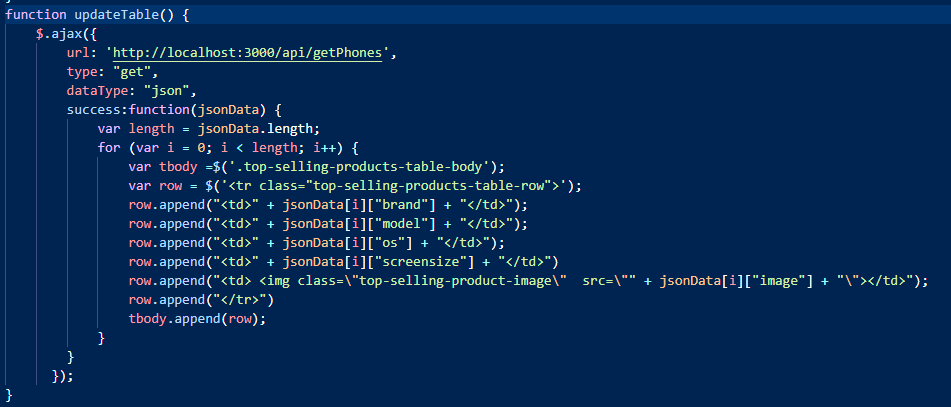 function updateTable() {
$.ajax({
url: 'http://localhost:3000/api/getPhones',
type: "get",
dataType: "json",
success:function(jsonData) {
var length = jsonData.length;
for (var i = 0; i < length; i++) {
var tbody =$('.top-selling-products-table-body');
var row = $('<tr class="top-selling-products-table-row">');
row.append("<td>" + jsonData[i]["brand"] + "</td>");
row.append("<td>" + jsonData[i]["model"] + "</td>");
row.append("<td>" + jsonData[i]["os"] + "</td>");
row.append("<td>" + jsonData[i]["screensize"] + "</td>")
row.append("<td> <img class=\"top-selling-product-image\"  src=\"" + jsonData[i]["image"] + "\"></td>");
row.append("</tr>")
tbody.append(row);
}
}
});
}